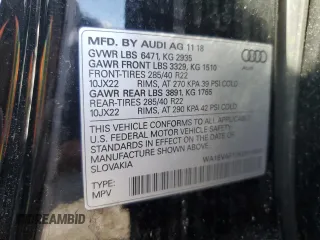 MFD. BY AUDI AG 11 18
GVWR LBS 6471, KG 2935
GAWR FRONT LBS 3329, KG 1510
FRONT-TIRES 285/40 R22
10JX22 RIMS, AT 270 KPA 39 PSI COLD
GAWR REAR LBS 3891, KG 1765
REAR-TIRES 285/40 R22
10JX22 RIMS, AT 290 KPA 42 PSI COLD
THIS VEHICLE CONFORMS TO ALL APPLICABLE
U.S. FEDERAL MOTOR VEHICLE SAFETY STANDARDS
IN EFFECT ON THE DATE OF MANUFACTURE
SHOWN ABOVE.
SLOVAKIA
TYPE:
MPV
SCREAMBID